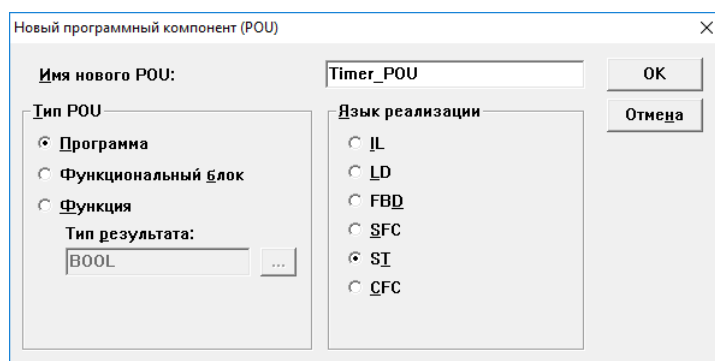 Новый программный компонент (POU)
Имя нового POU:
Timer_POU
OK
Отмена
Тип POU
Программа
Функциональный блок
Функция
Тип результата:
BOOL
...
Язык реализации
IL
LD
FBD
SFC
ST
CFC